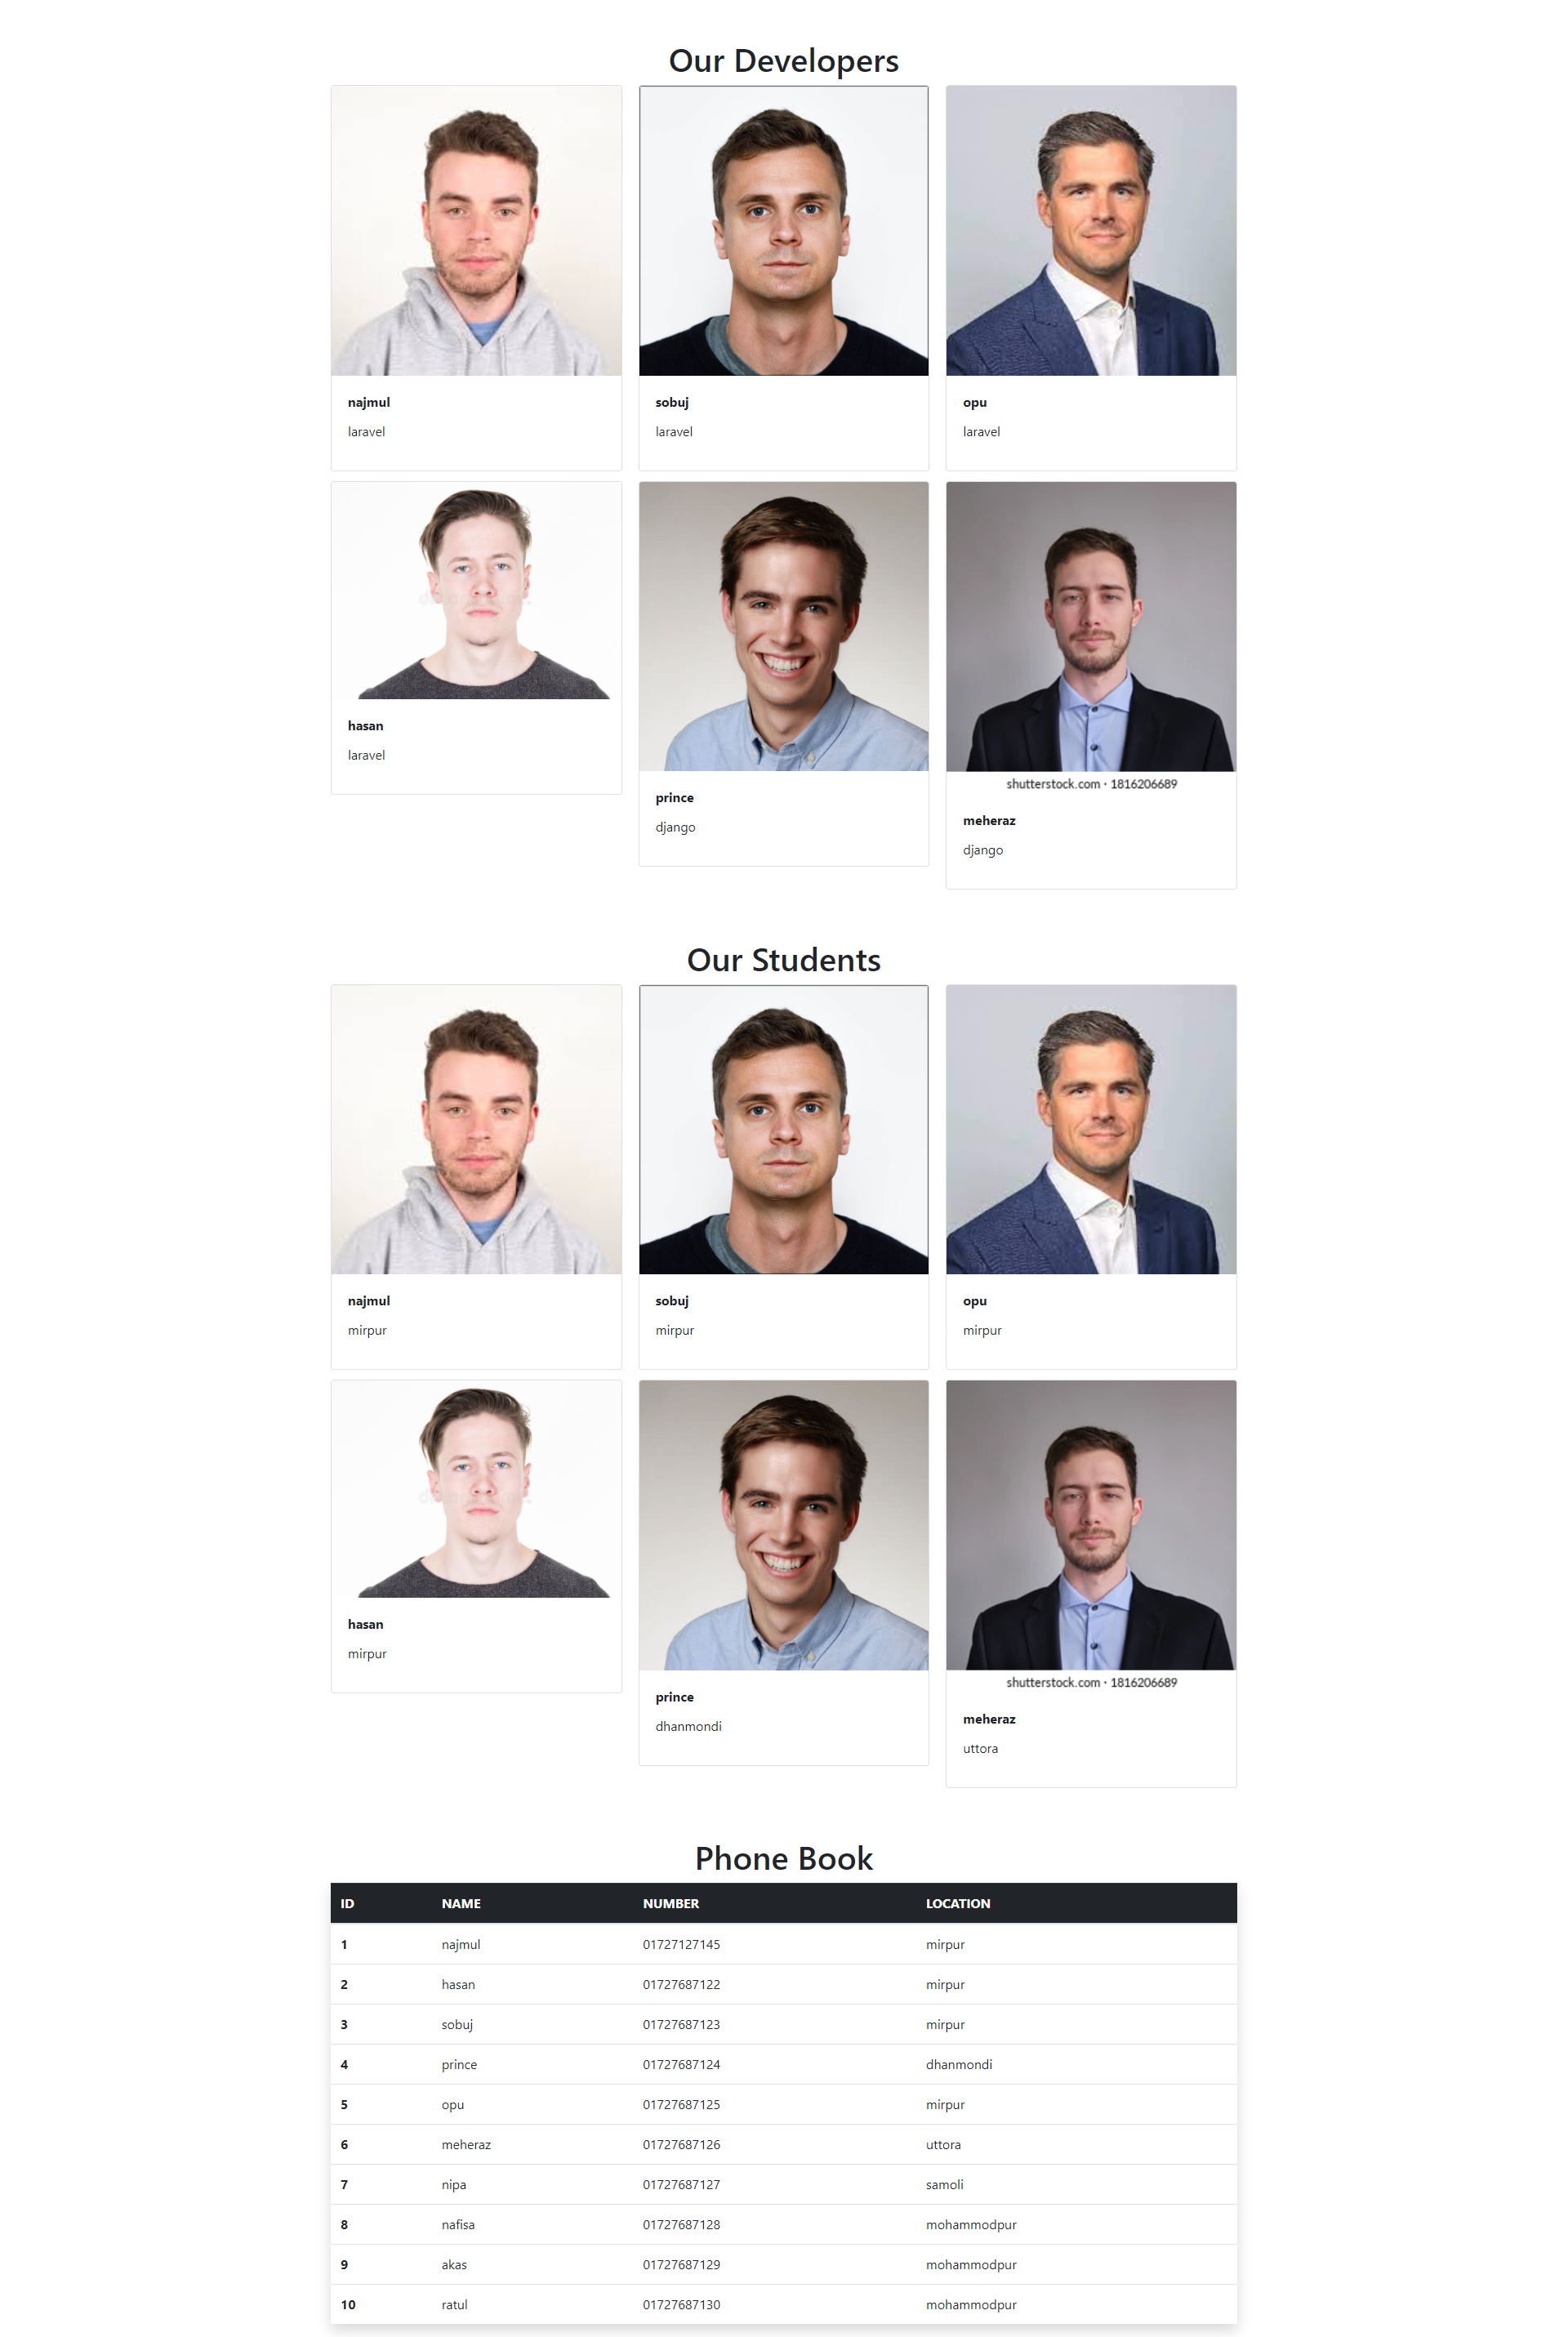 Our Developers
najmul
laravel
sobuj
laravel
opu
laravel
hasan
laravel
prince
django
shutterstock.com · 1816206689
meheraz
django
Our Students
najmul
mirpur
sobuj
mirpur
opu
mirpur
hasan
mirpur
prince
dhanmondi
shutterstock.com · 1816206689
meheraz
uttora
Phone Book
ID NAME NUMBER LOCATION
1 najmul 01727127145 mirpur
2 hasan 01727687122 mirpur
3 sobuj 01727687123 mirpur
4 prince 01727687124 dhanmondi
5 opu 01727687125 mirpur
6 meheraz 01727687126 uttora
7 nipa 01727687127 samoli
8 nafisa 01727687128 mohammodpur
9 akas 01727687129 mohammodpur
10 ratul 01727687130 mohammodpur